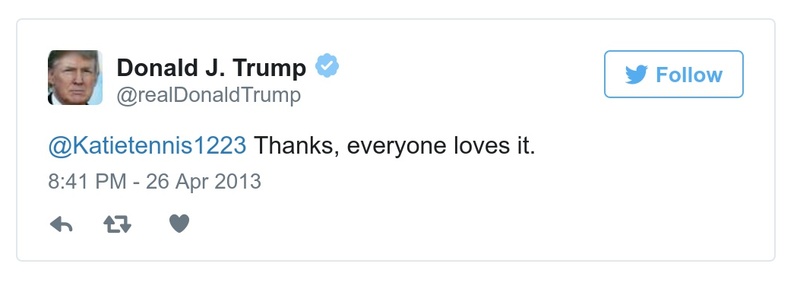 Donald J. Trump
@realDonaldTrump
Follow
@Katietennis1223 Thanks, everyone loves it.
8:41 PM - 26 Apr 2013